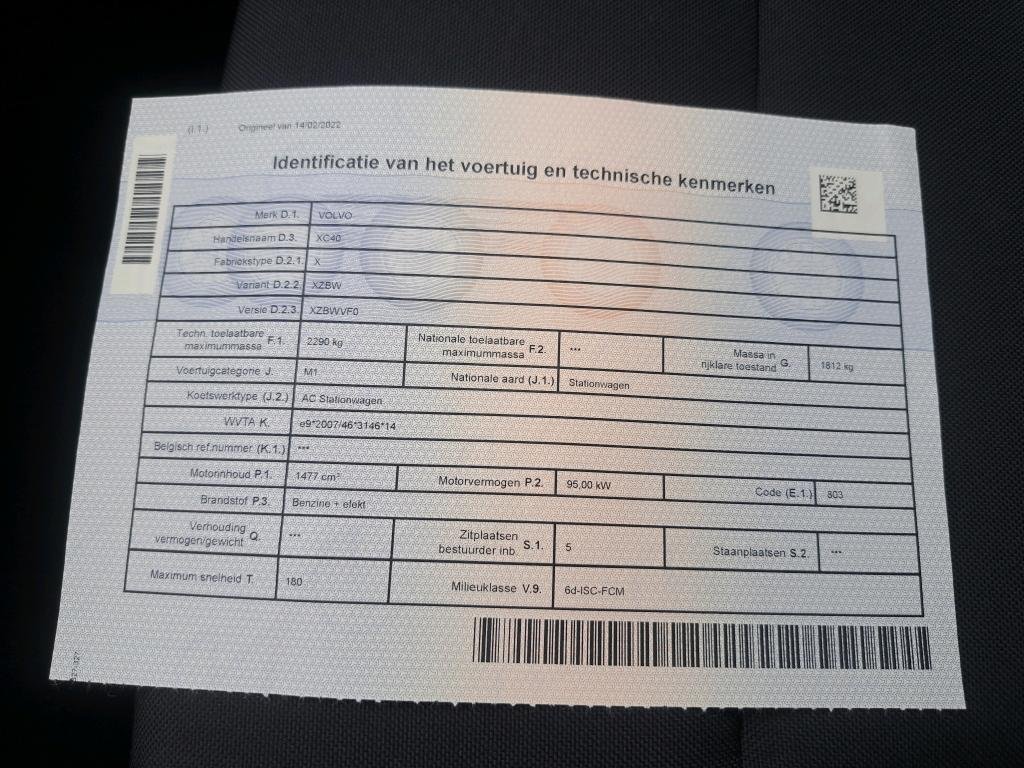 (I.1.) Origineel van 14/02/2022
Identificatie van het voertuig en technische kenmerken
Merk D.1. VOLVO
Handelsnaam D.3. XC40
Fabriekstype D.2.1. X
Variant D.2.2. XZBW
Versie D.2.3. XZBWVF0
Techn. toelaatbare maximummassa F.1. 2290 kg Nationale toelaatbare maximummassa F.2. *** Massa in rijklare toestand G. 1812 kg
Voertuigcategorie J. M1 Nationale aard (J.1.) Stationwagen
Koetswerktype (J.2.) AC Stationwagen
WVTA K. e9*2007/46*3146*14
Belgisch ref.nummer (K.1.) ***
Motorinhoud P.1. 1477 cm³ Motorvermogen P.2. 95,00 kW Code (E.1.) 803
Brandstof P.3. Benzine + elekt
Verhouding vermogen/gewicht Q. *** Zitplaatsen bestuurder inb. S.1. 5 Staanplaatsen S.2. ***
Maximum snelheid T. 180 Milieuklasse V.9. 6d-ISC-FCM